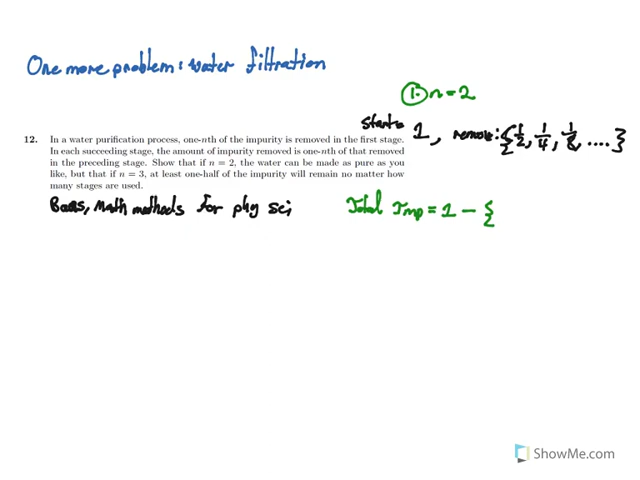 One more problem: water filtration
① n = 2
start = 1, remove: { 1/2, 1/4, 1/8, .... }
12. In a water purification process, one-nth of the impurity is removed in the first stage.
In each succeeding stage, the amount of impurity removed is one-nth of that removed
in the preceding stage. Show that if n = 2, the water can be made as pure as you
like, but that if n = 3, at least one-half of the impurity will remain no matter how
many stages are used.
Boas, Math methods for phy sci
Total Imp = 1 - {
ShowMe.com